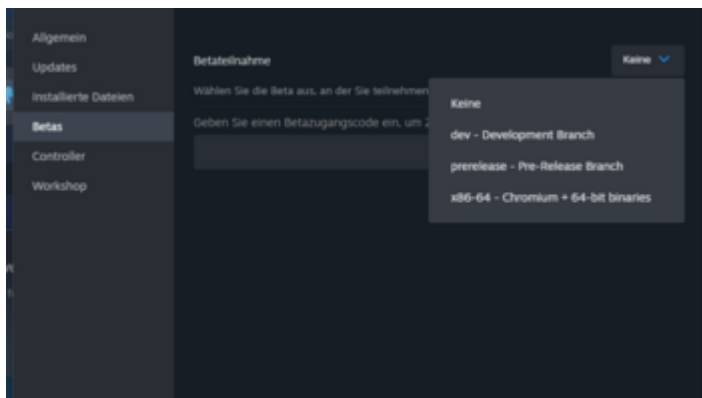 Allgemein
Updates
Installierte Dateien
Betas
Controller
Workshop
Betateilnahme
Keine
Wählen Sie die Beta aus, an der Sie teilnehmen
Geben Sie einen Betazugangscode ein, um
Keine
dev - Development Branch
prerelease - Pre-Release Branch
x86-64 - Chromium + 64-bit binaries